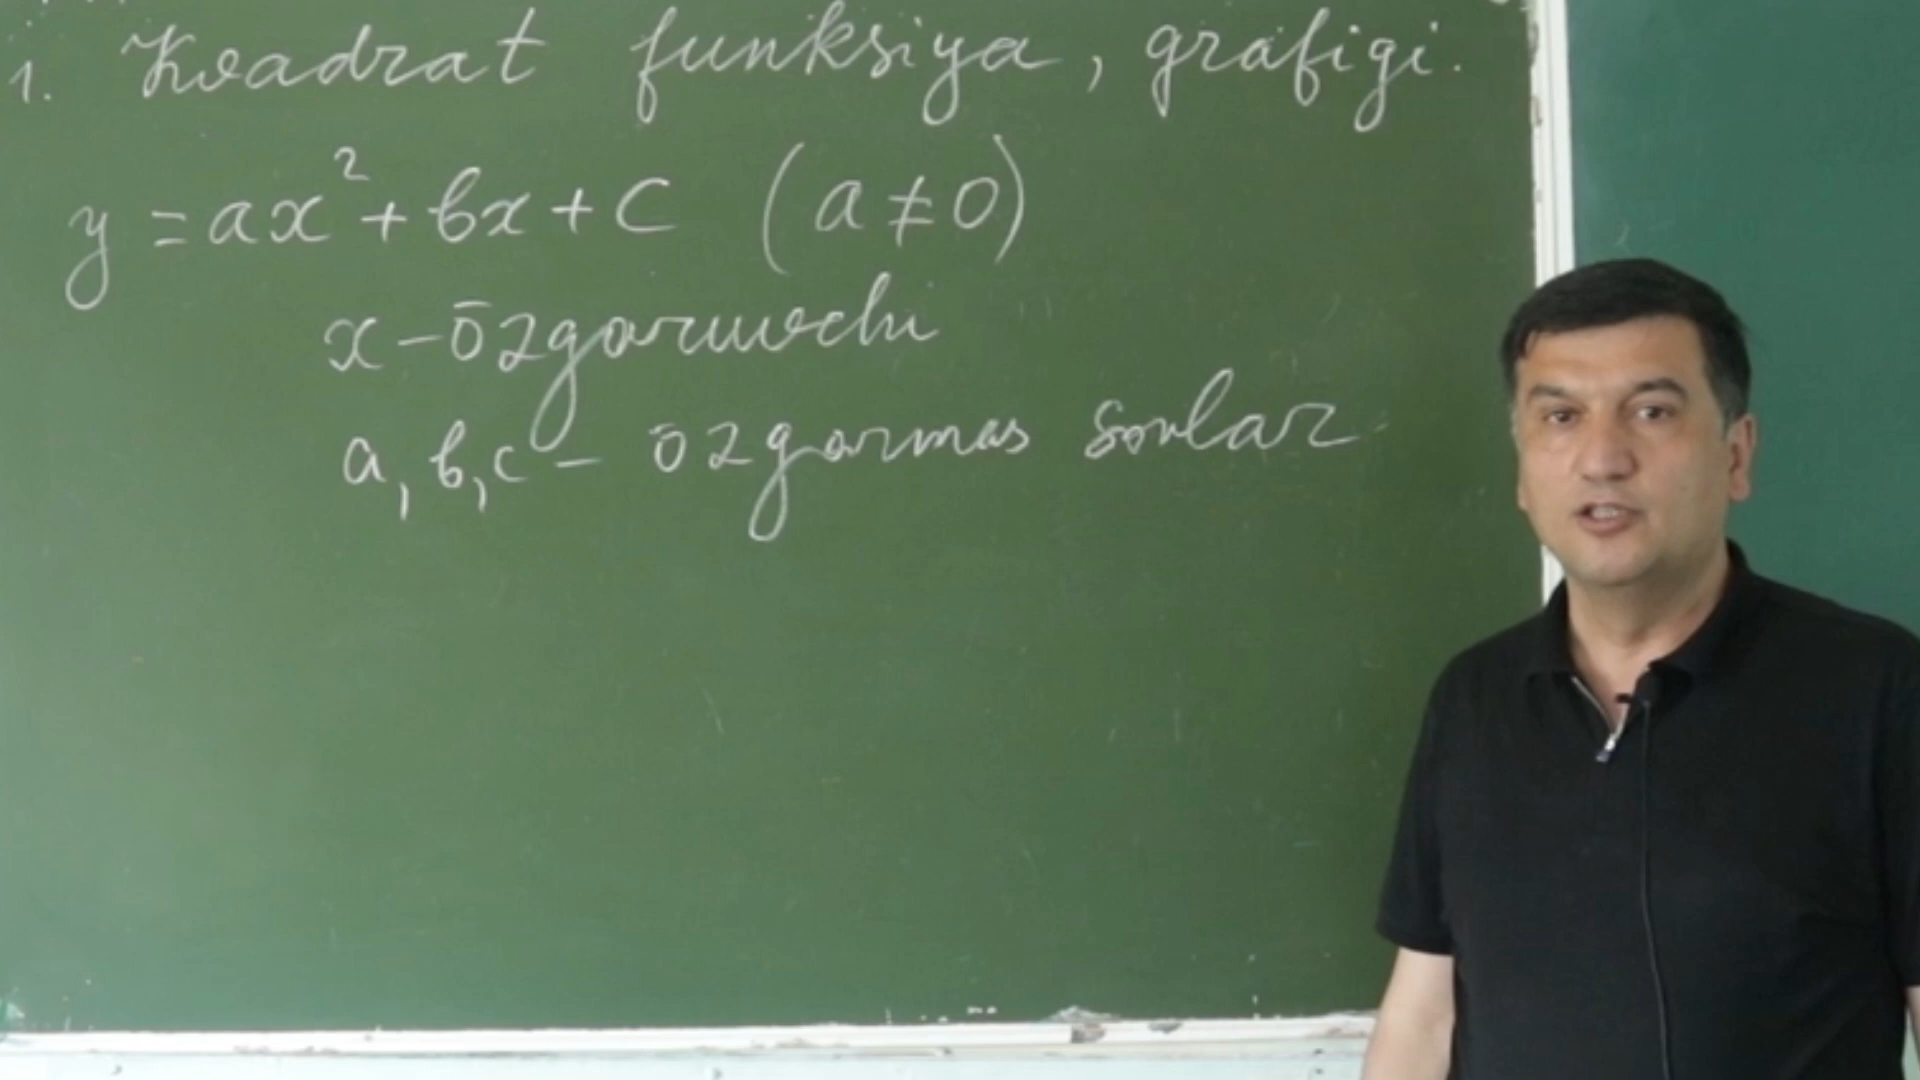 1. Kvadrat funksiya, grafigi.
y = ax² + bx + c (a ≠ 0)
x – ōzgaruvchi
a, b, c – ōzgarmas sonlar